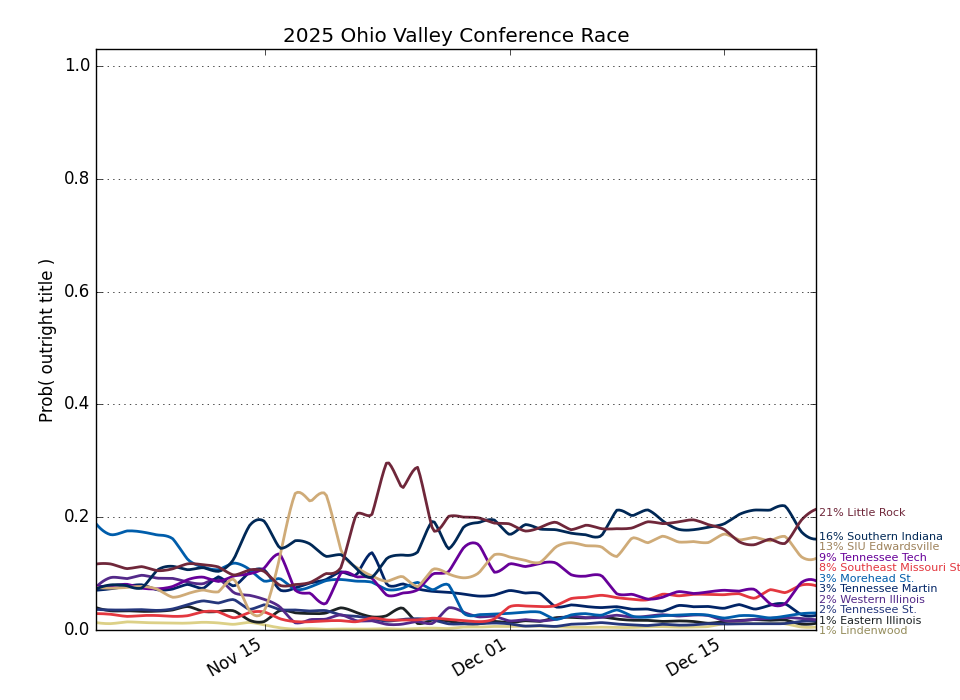 2025 Ohio Valley Conference Race
1.0
0.8
0.6
0.4
0.2
0.0
Prob( outright title )
Nov 15
Dec 01
Dec 15
21% Little Rock
16% Southern Indiana
13% SIU Edwardsville
9% Tennessee Tech
8% Southeast Missouri St
3% Morehead St.
3% Tennessee Martin
2% Western Illinois
2% Tennessee St.
1% Eastern Illinois
1% Lindenwood